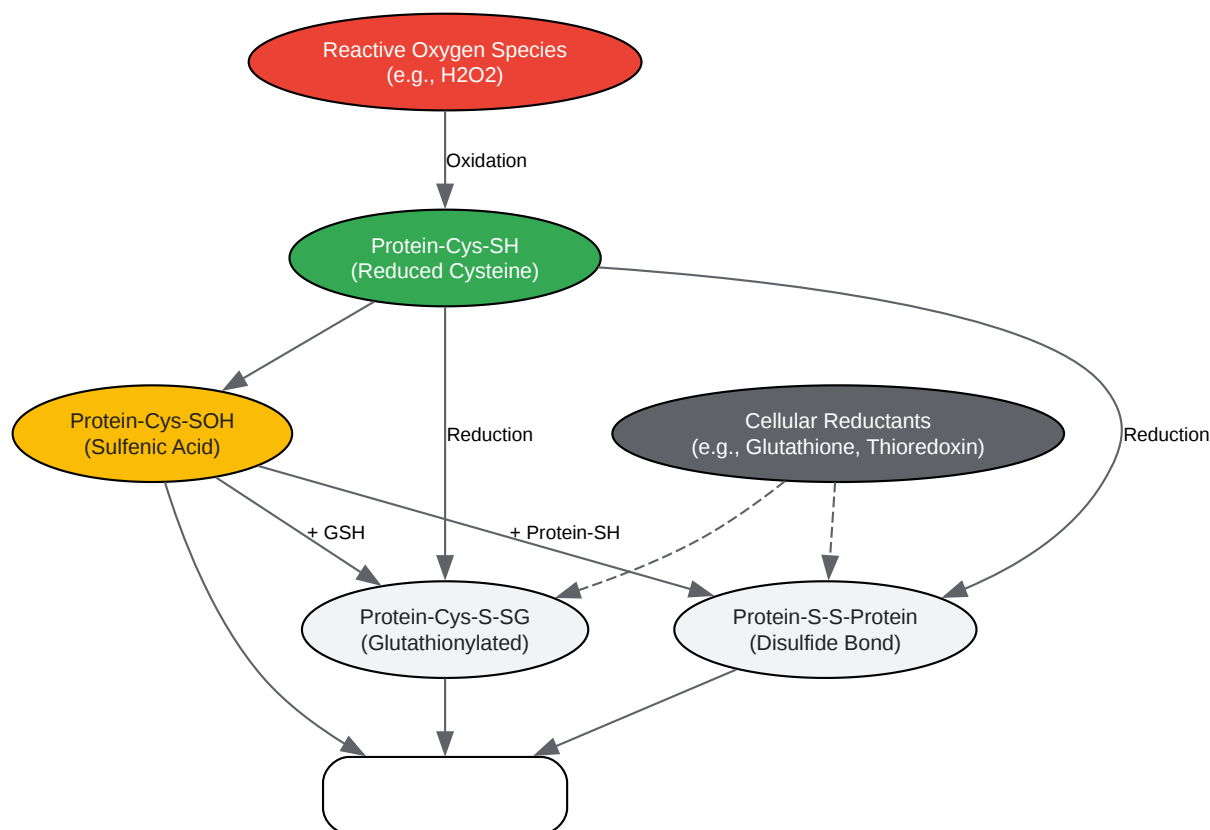 Reactive Oxygen Species
(e.g., H2O2)
Oxidation
Protein-Cys-SH
(Reduced Cysteine)
Protein-Cys-SOH
(Sulfenic Acid)
Reduction
Cellular Reductants
(e.g., Glutathione, Thioredoxin)
Reduction
+ GSH
+ Protein-SH
Protein-Cys-S-SG
(Glutathionylated)
Protein-S-S-Protein
(Disulfide Bond)